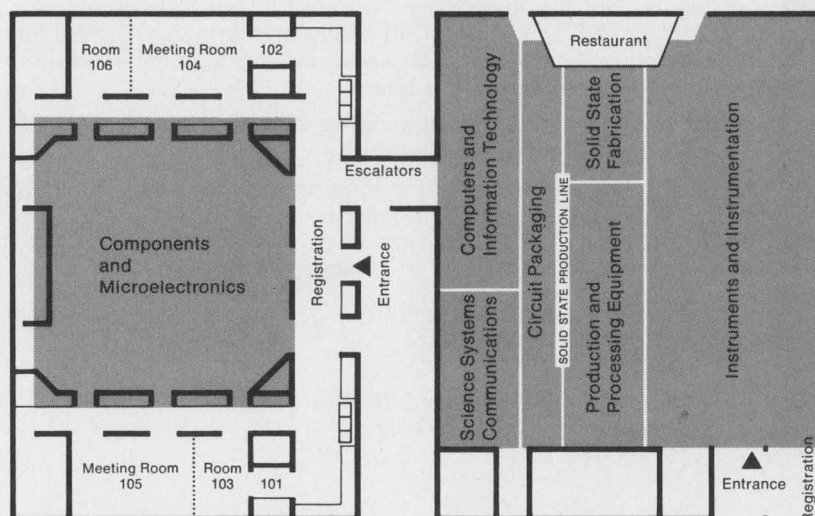 Room
106
Meeting Room
104
102
Components
and
Microelectronics
Registration
Entrance
Escalators
Meeting Room
105
Room
103
101
Restaurant
Computers and
Information Technology
Science Systems
Communications
Circuit Packaging
SOLID STATE PRODUCTION LINE
Solid State
Fabrication
Production and
Processing Equipment
Instruments and Instrumentation
Entrance
Registration